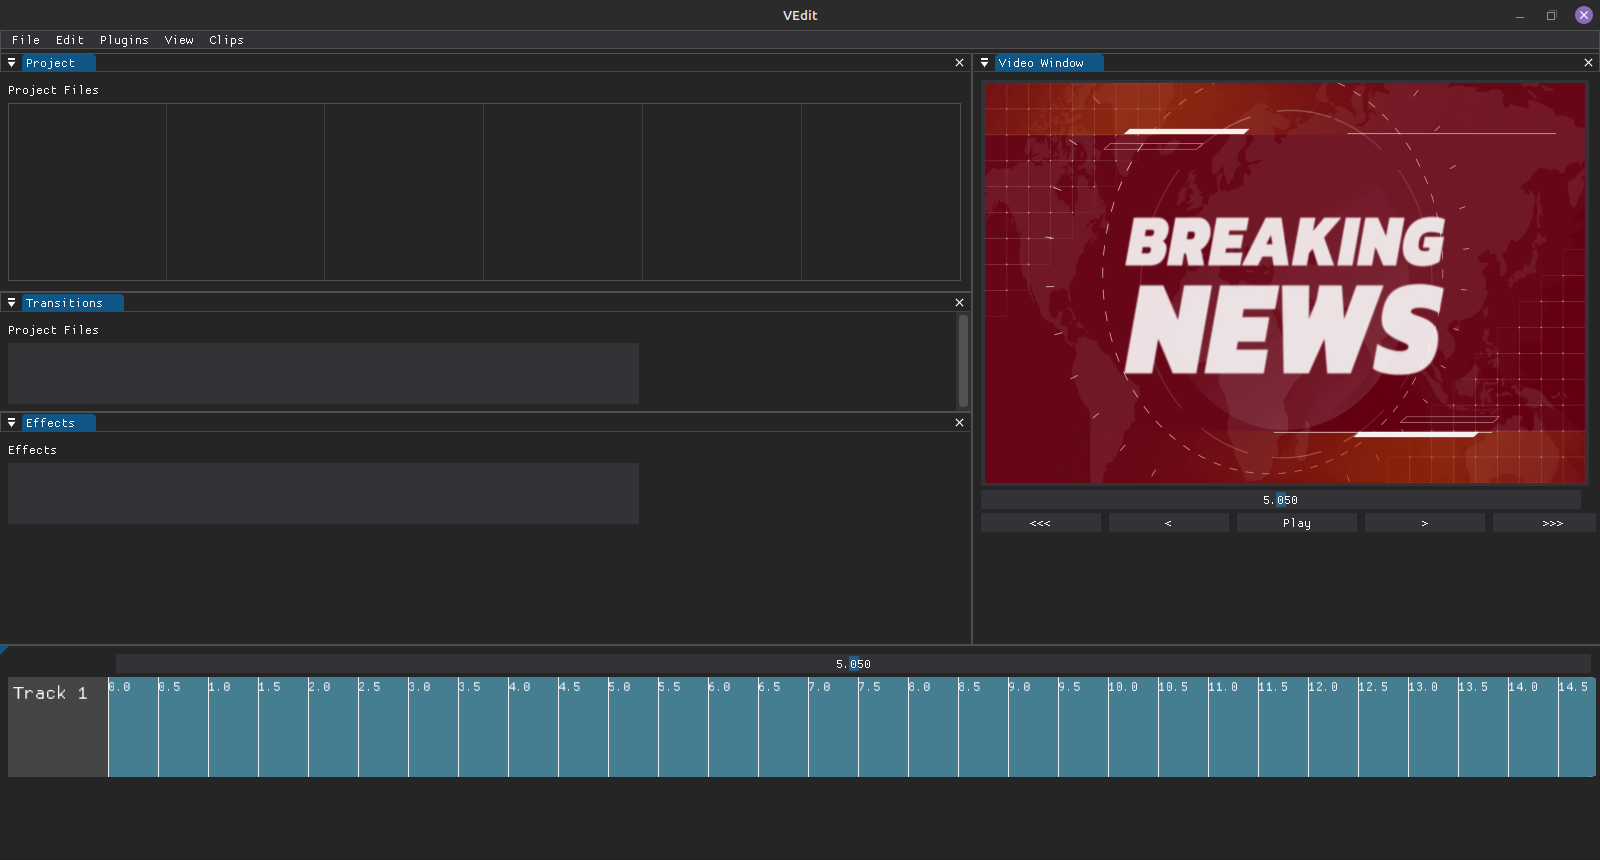 VEdit
File Edit Plugins View Clips
Project
Project Files
Transitions
Project Files
Effects
Effects
Video Window
BREAKING
NEWS
5.050
<<< < Play > >>>
5.050
Track 1
0.0 0.5 1.0 1.5 2.0 2.5 3.0 3.5 4.0 4.5 5.0 5.5 6.0 6.5 7.0 7.5 8.0 8.5 9.0 9.5 10.0 10.5 11.0 11.5 12.0 12.5 13.0 13.5 14.0 14.5